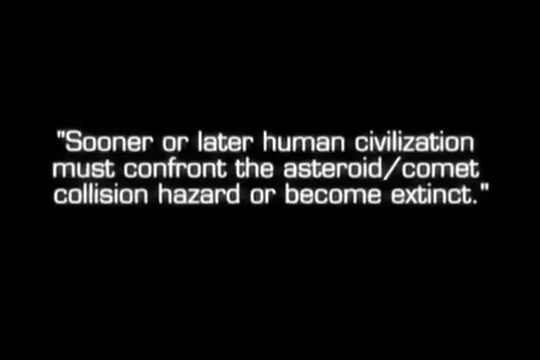 "Sooner or later human civilization
must confront the asteroid/comet
collision hazard or become extinct."